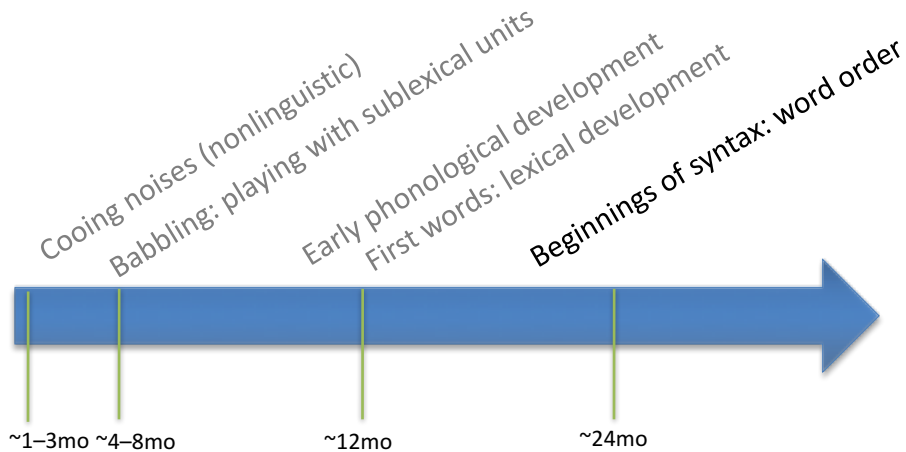 Cooing noises (nonlinguistic)
Babbling: playing with sublexical units
Early phonological development
First words: lexical development
Beginnings of syntax: word order
~1–3mo
~4–8mo
~12mo
~24mo